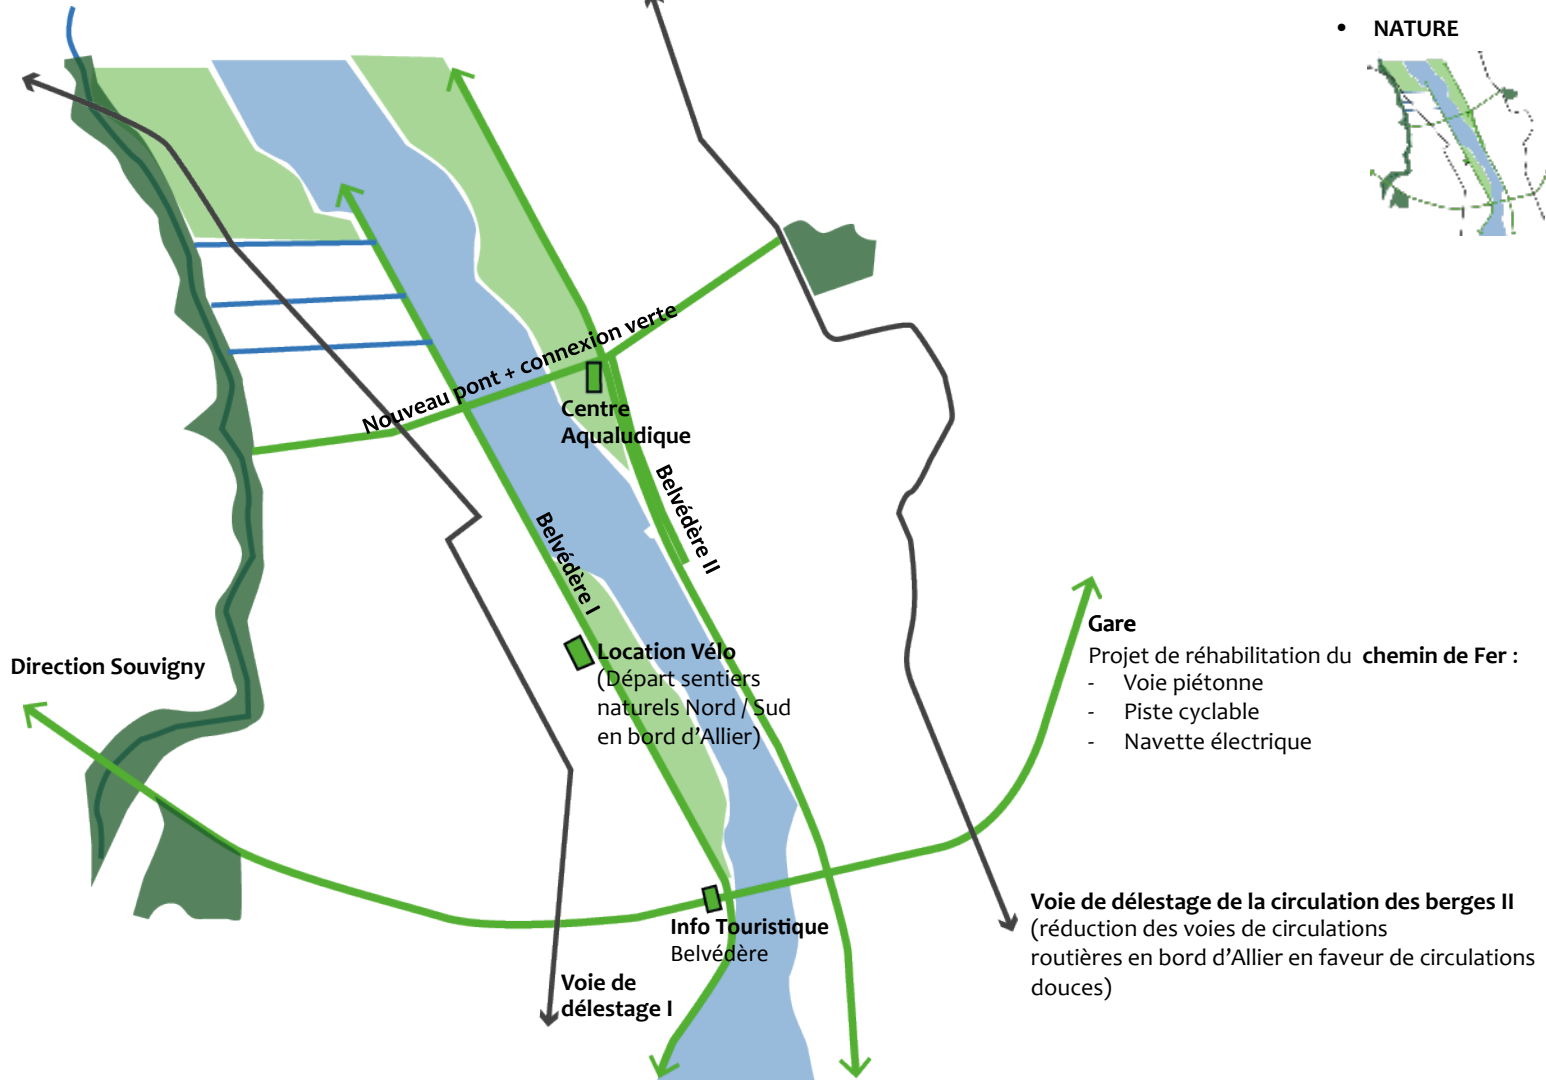 • NATURE
Nouveau pont + connexion verte
Centre
Aqualudique
Belvédère II
Belvédère I
Direction Souvigny
Location Vélo
(Départ sentiers
naturels Nord / Sud
en bord d’Allier)
Gare
Projet de réhabilitation du chemin de Fer :
- Voie piétonne
- Piste cyclable
- Navette électrique
Info Touristique
Belvédère
Voie de
délestage I
Voie de délestage de la circulation des berges II
(réduction des voies de circulations
routières en bord d’Allier en faveur de circulations
douces)